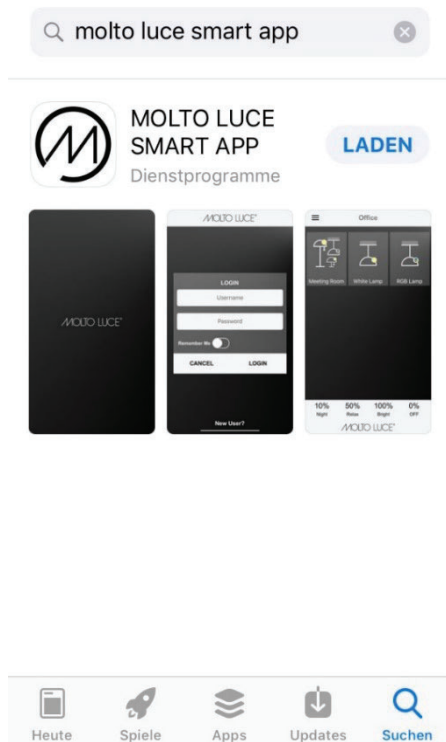 molto luce smart app
MOLTO LUCE
SMART APP
LADEN
Dienstprogramme
MOLTO LUCE
MOLTO LUCE
LOGIN
Username
Password
Remember Me
CANCEL LOGIN
New User?
Office
Meeting Room White Lamp RGB Lamp
10% 50% 100% 0%
Night Relax Bright OFF
MOLTO LUCE
Heute Spiele Apps Updates Suchen